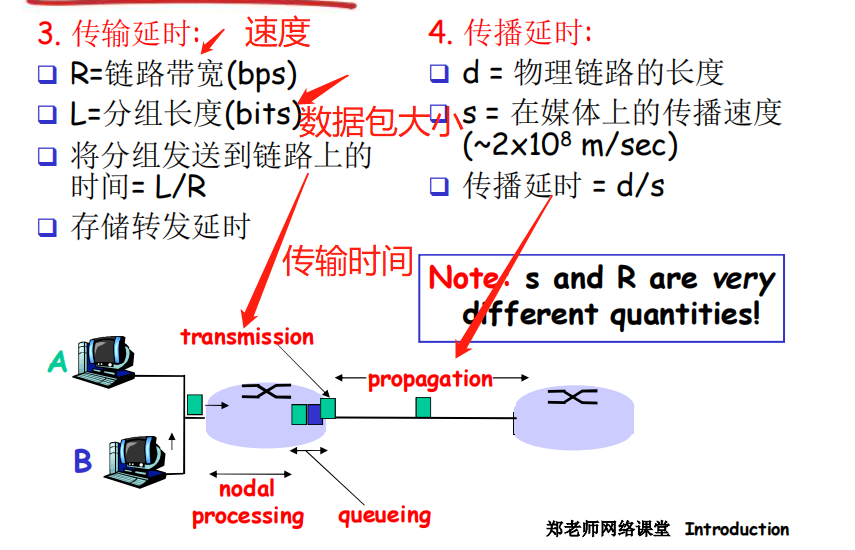 3. 传输延时:
速度
R=链路带宽(bps)
L=分组长度(bits)
数据包大小
将分组发送到链路上的
时间= L/R
存储转发延时
传输时间
4. 传播延时:
d = 物理链路的长度
s = 在媒体上的传播速度
(~2x10⁸ m/sec)
传播延时 = d/s
Note: s and R are very
different quantities!
transmission
A
propagation
B
nodal
processing
queueing
郑老师网络课堂 Introduction